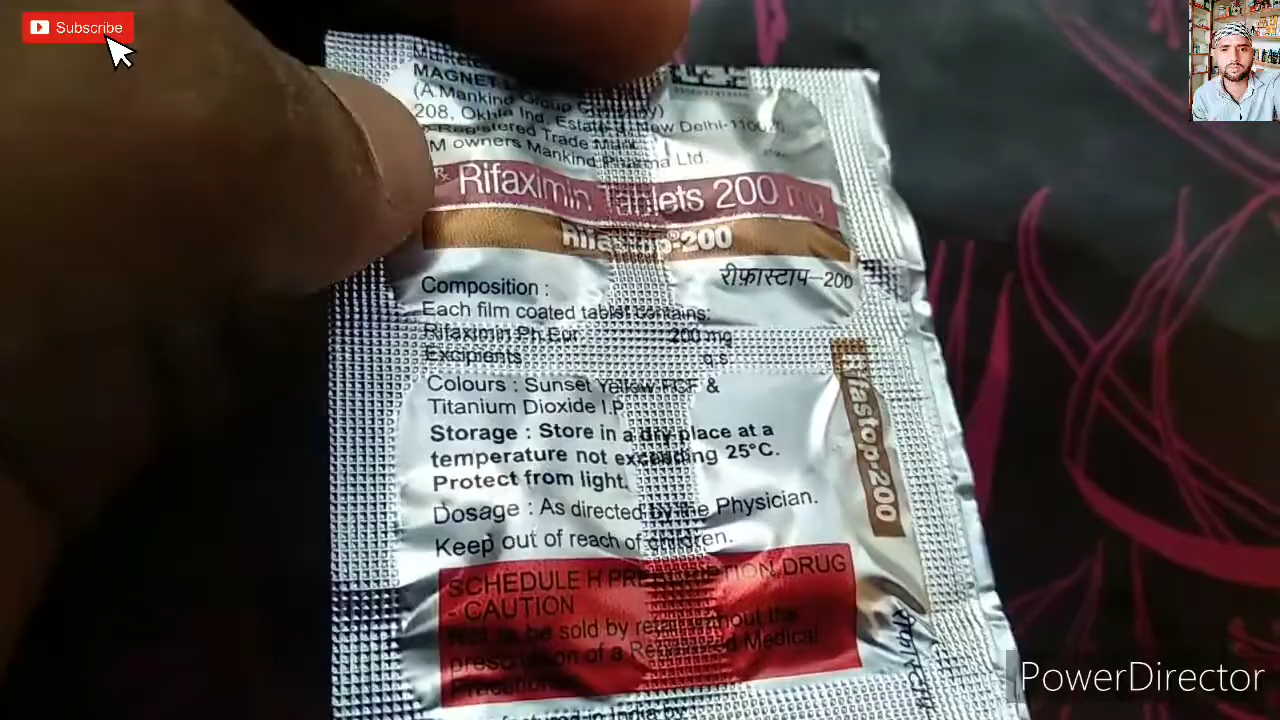 Subscribe
MAGNET
(A Mankind Group Company)
208, Okhla Ind. Estate New Delhi-1100
Registered Trade Mark
TM owners Mankind Pharma Ltd.
Rx Rifaximin Tablets 200 mg
Rifastop®-200
रीफ़ास्टाप-200
Composition :
Each film coated tablet contains:
Rifaximin Ph.Eur. 200 mg
Excipients q.s.
Colours : Sunset Yellow FCF &
Titanium Dioxide I.P.
Storage : Store in a dry place at a
temperature not exceeding 25°C.
Protect from light.
Dosage : As directed by the Physician.
Keep out of reach of children.
SCHEDULE H PRESCRIPTION DRUG
- CAUTION
Not to be sold by retail without the
prescription of a Registered Medical
Practitioner
Rifastop-200
PowerDirector